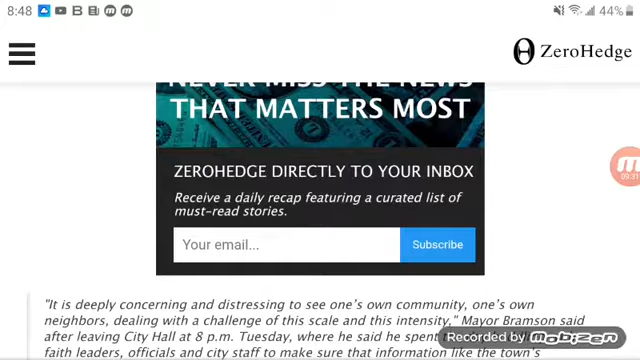 8:48
44%
ZeroHedge
NEVER MISS THE NEWS
THAT MATTERS MOST
ZEROHEDGE DIRECTLY TO YOUR INBOX
Receive a daily recap featuring a curated list of
must-read stories.
Your email...
Subscribe
09:31
"It is deeply concerning and distressing to see one's own community, one's own
neighbors, dealing with a challenge of this scale and this intensity," Mayor Bramson said
after leaving City Hall at 8 p.m. Tuesday, where he said he spent
faith leaders, officials and city staff to make sure that information like the town's
Recorded by Mobizen